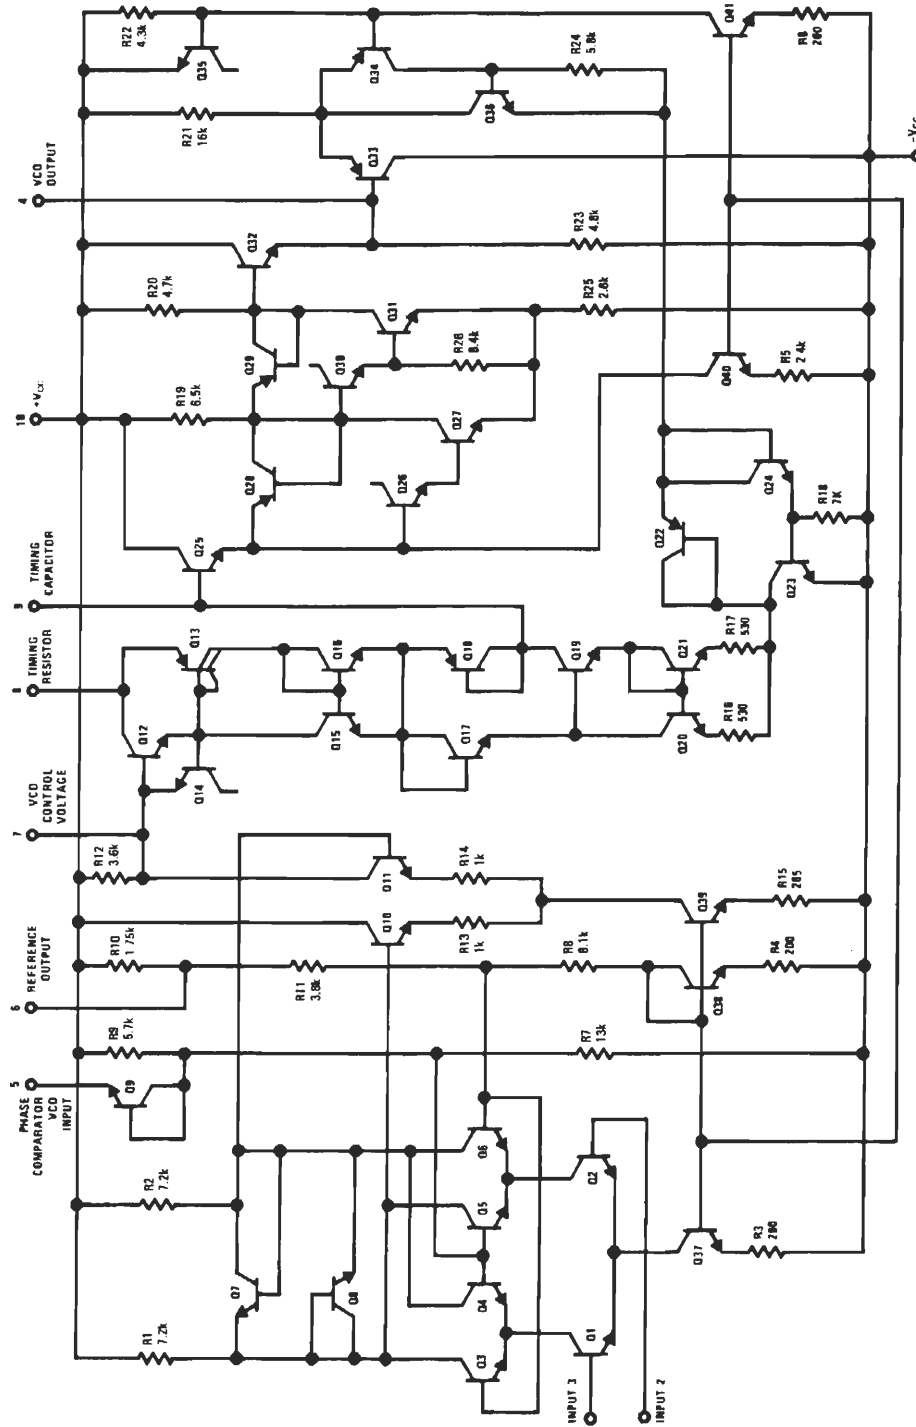 5
PHASE
COMPARATOR
VCO
INPUT
6
REFERENCE
OUTPUT
7
VCO
CONTROL
VOLTAGE
8
TIMING
RESISTOR
9
TIMING
CAPACITOR
10
+VCC
4
VCO
OUTPUT
R1
7.2k
R2
7.2k
R9
5.7k
R10
1 75k
R12
3.6k
R19
6.5k
R20
4.7k
R21
16k
R22
4.3k
Q9
Q12
Q13
Q14
Q25
Q32
Q35
Q7
Q8
R11
3.8k
Q15
Q16
Q28
Q29
Q30
Q31
Q33
Q34
Q10
Q11
Q26
Q27
R26
8.4k
Q36
R24
5.8k
Q3
Q4
Q5
Q6
R13
1k
R14
1k
Q17
Q18
R8
8.1k
Q19
R23
4.8k
R25
2.6k
Q1
Q2
R7
13k
Q20
Q21
Q22
Q24
R16
530
R17
530
Q23
R18
7K
INPUT 3
INPUT 2
Q37
Q38
Q39
Q40
Q41
R3
200
R4
200
R15
205
R5
2 4k
R6
200
-VCC